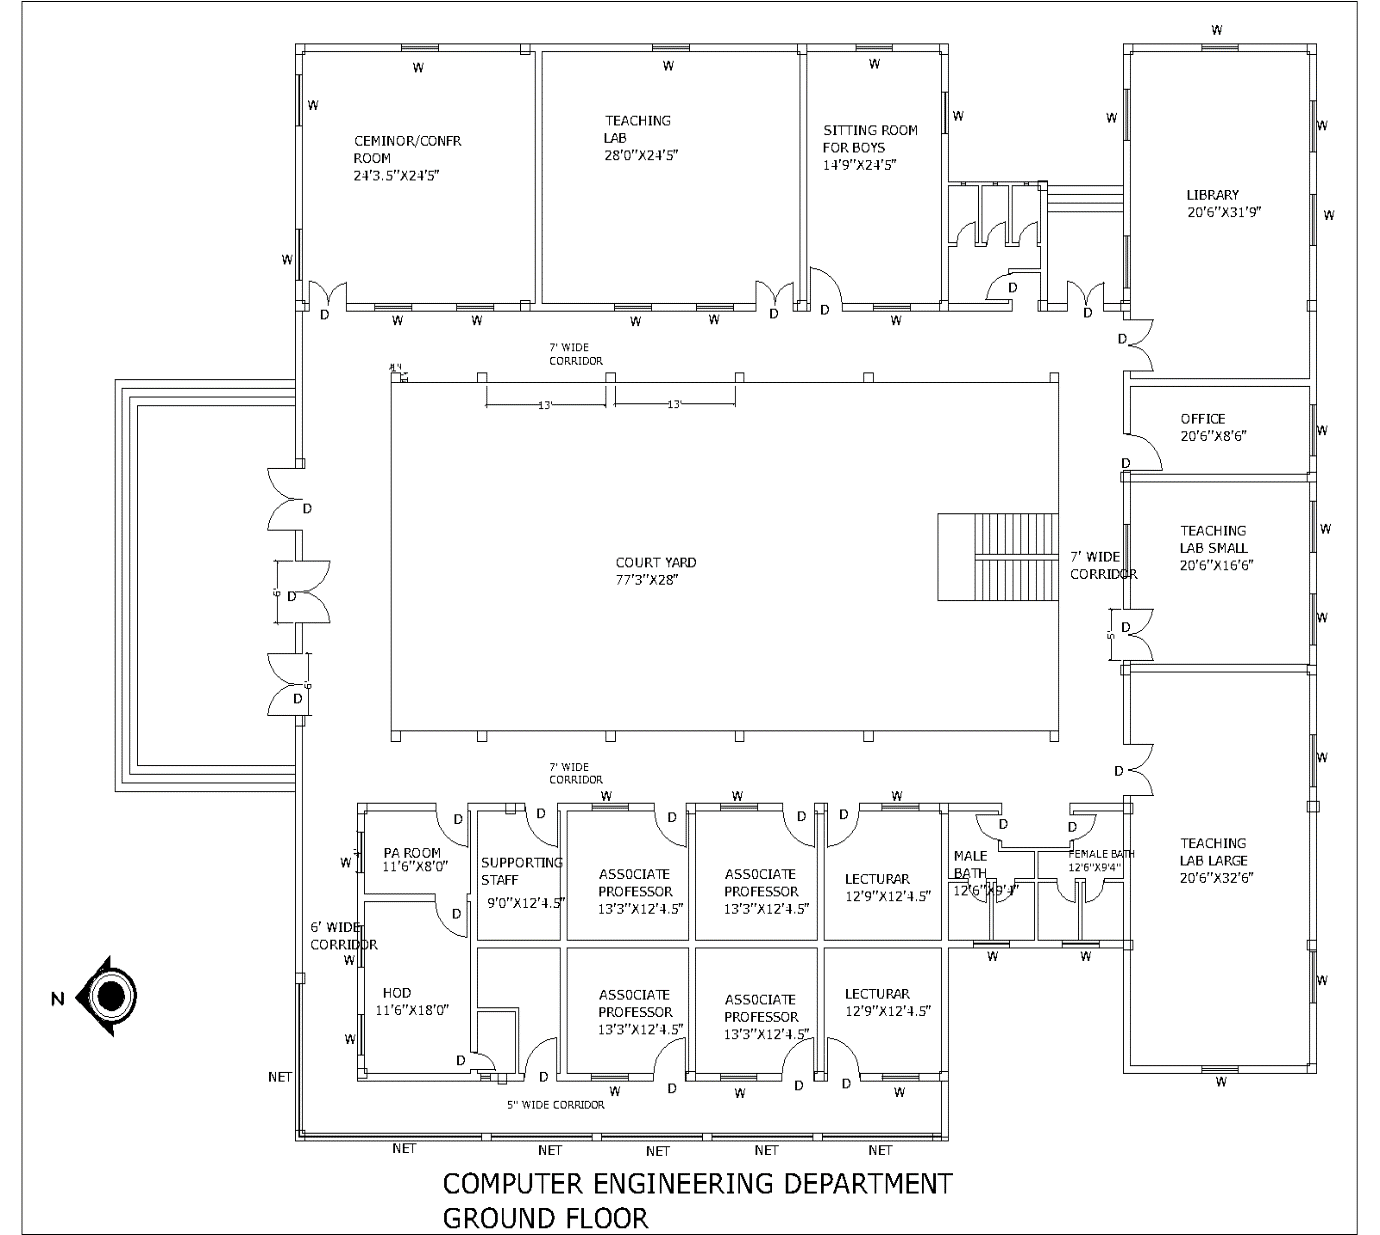 W
W
W
W
W
W
W
CEMINOR/CONFR
ROOM
24'3.5"X24'5"
TEACHING
LAB
28'0"X24'5"
SITTING ROOM
FOR BOYS
14'9"X24'5"
W
W
LIBRARY
20'6"X31'9"
W
W
D
D
D
D
D
D
W
W
W
W
W
7' WIDE
CORRIDOR
D
13'
13'
OFFICE
20'6"X8'6"
W
D
D
TEACHING
LAB SMALL
20'6"X16'6"
W
COURT YARD
77'3"X28"
7' WIDE
CORRIDOR
6'
D
W
D
5'
6'
D
7' WIDE
CORRIDOR
D
W
W
W
W
D
D
D
D
D
D
D
PA ROOM
11'6"X8'0"
W
SUPPORTING
STAFF
9'0"X12'4.5"
ASSOCIATE
PROFESSOR
13'3"X12'4.5"
ASSOCIATE
PROFESSOR
13'3"X12'4.5"
LECTURAR
12'9"X12'4.5"
MALE
BATH
12'6"X9'4"
FEMALE BATH
12'6"X9'4"
TEACHING
LAB LARGE
20'6"X32'6"
D
6' WIDE
CORRIDOR
W
W
W
W
N
HOD
11'6"X18'0"
ASSOCIATE
PROFESSOR
13'3"X12'4.5"
ASSOCIATE
PROFESSOR
13'3"X12'4.5"
LECTURAR
12'9"X12'4.5"
W
D
NET
D
W
D
W
D
D
W
W
5" WIDE CORRIDOR
NET
NET
NET
NET
NET
COMPUTER ENGINEERING DEPARTMENT
GROUND FLOOR